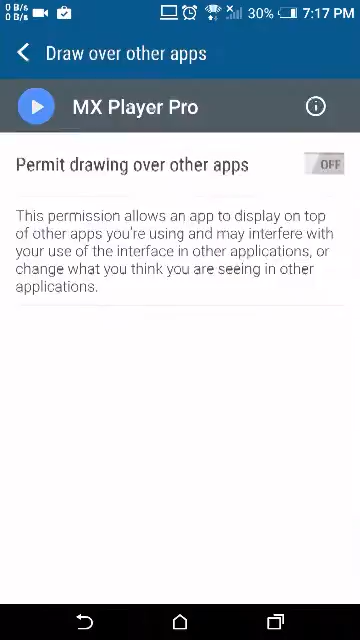 0 B/s
0 B/s
30%
7:17 PM
Draw over other apps
MX Player Pro
Permit drawing over other apps
OFF
This permission allows an app to display on top
of other apps you're using and may interfere with
your use of the interface in other applications, or
change what you think you are seeing in other
applications.